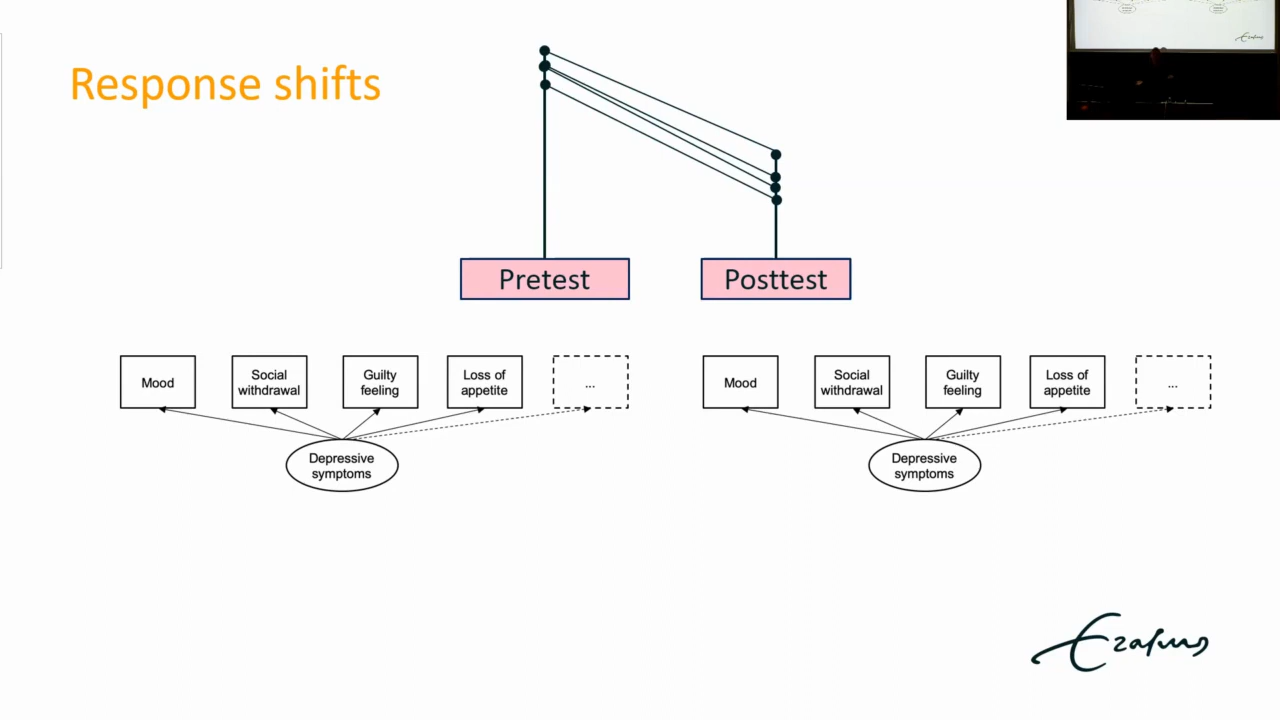 Response shifts
Pretest
Posttest
Mood
Social
withdrawal
Guilty
feeling
Loss of
appetite
...
Depressive
symptoms
Mood
Social
withdrawal
Guilty
feeling
Loss of
appetite
...
Depressive
symptoms
Erasmus